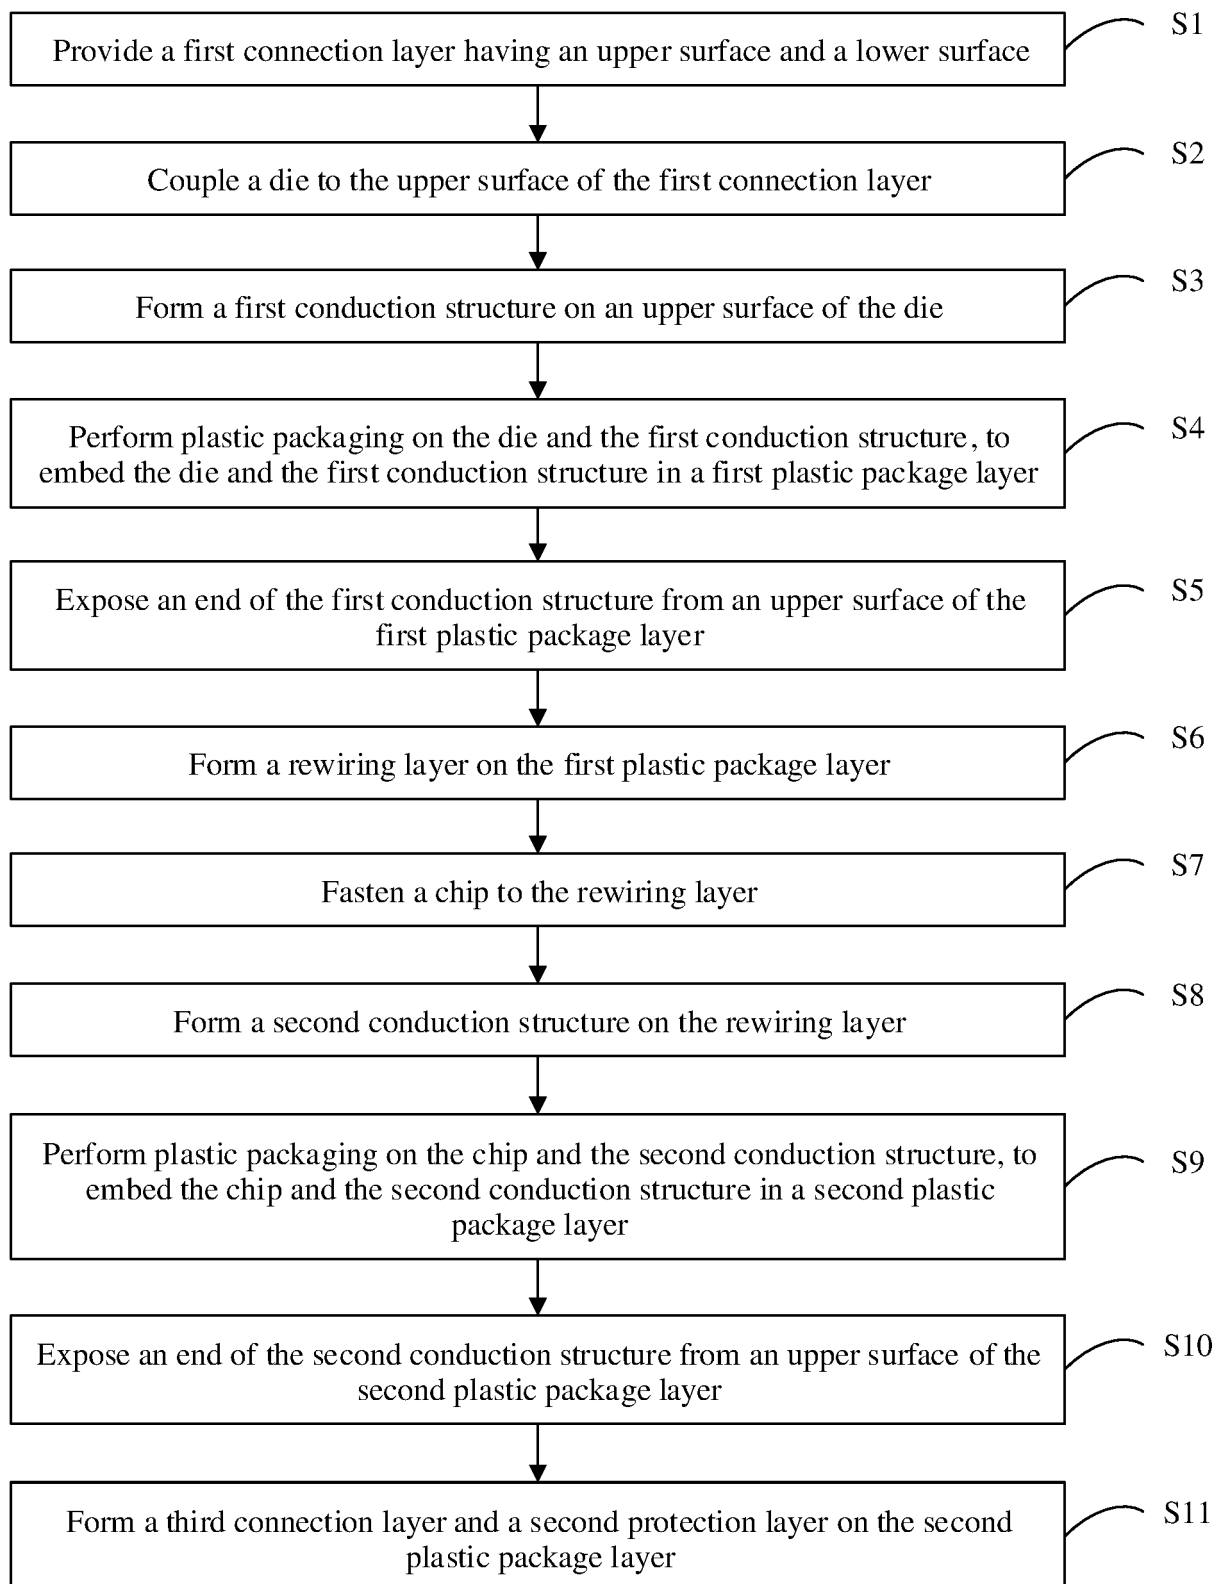 S1
Provide a first connection layer having an upper surface and a lower surface
S2
Couple a die to the upper surface of the first connection layer
S3
Form a first conduction structure on an upper surface of the die
S4
Perform plastic packaging on the die and the first conduction structure, to
embed the die and the first conduction structure in a first plastic package layer
S5
Expose an end of the first conduction structure from an upper surface of the
first plastic package layer
S6
Form a rewiring layer on the first plastic package layer
S7
Fasten a chip to the rewiring layer
S8
Form a second conduction structure on the rewiring layer
S9
Perform plastic packaging on the chip and the second conduction structure, to
embed the chip and the second conduction structure in a second plastic
package layer
S10
Expose an end of the second conduction structure from an upper surface of the
second plastic package layer
S11
Form a third connection layer and a second protection layer on the second
plastic package layer